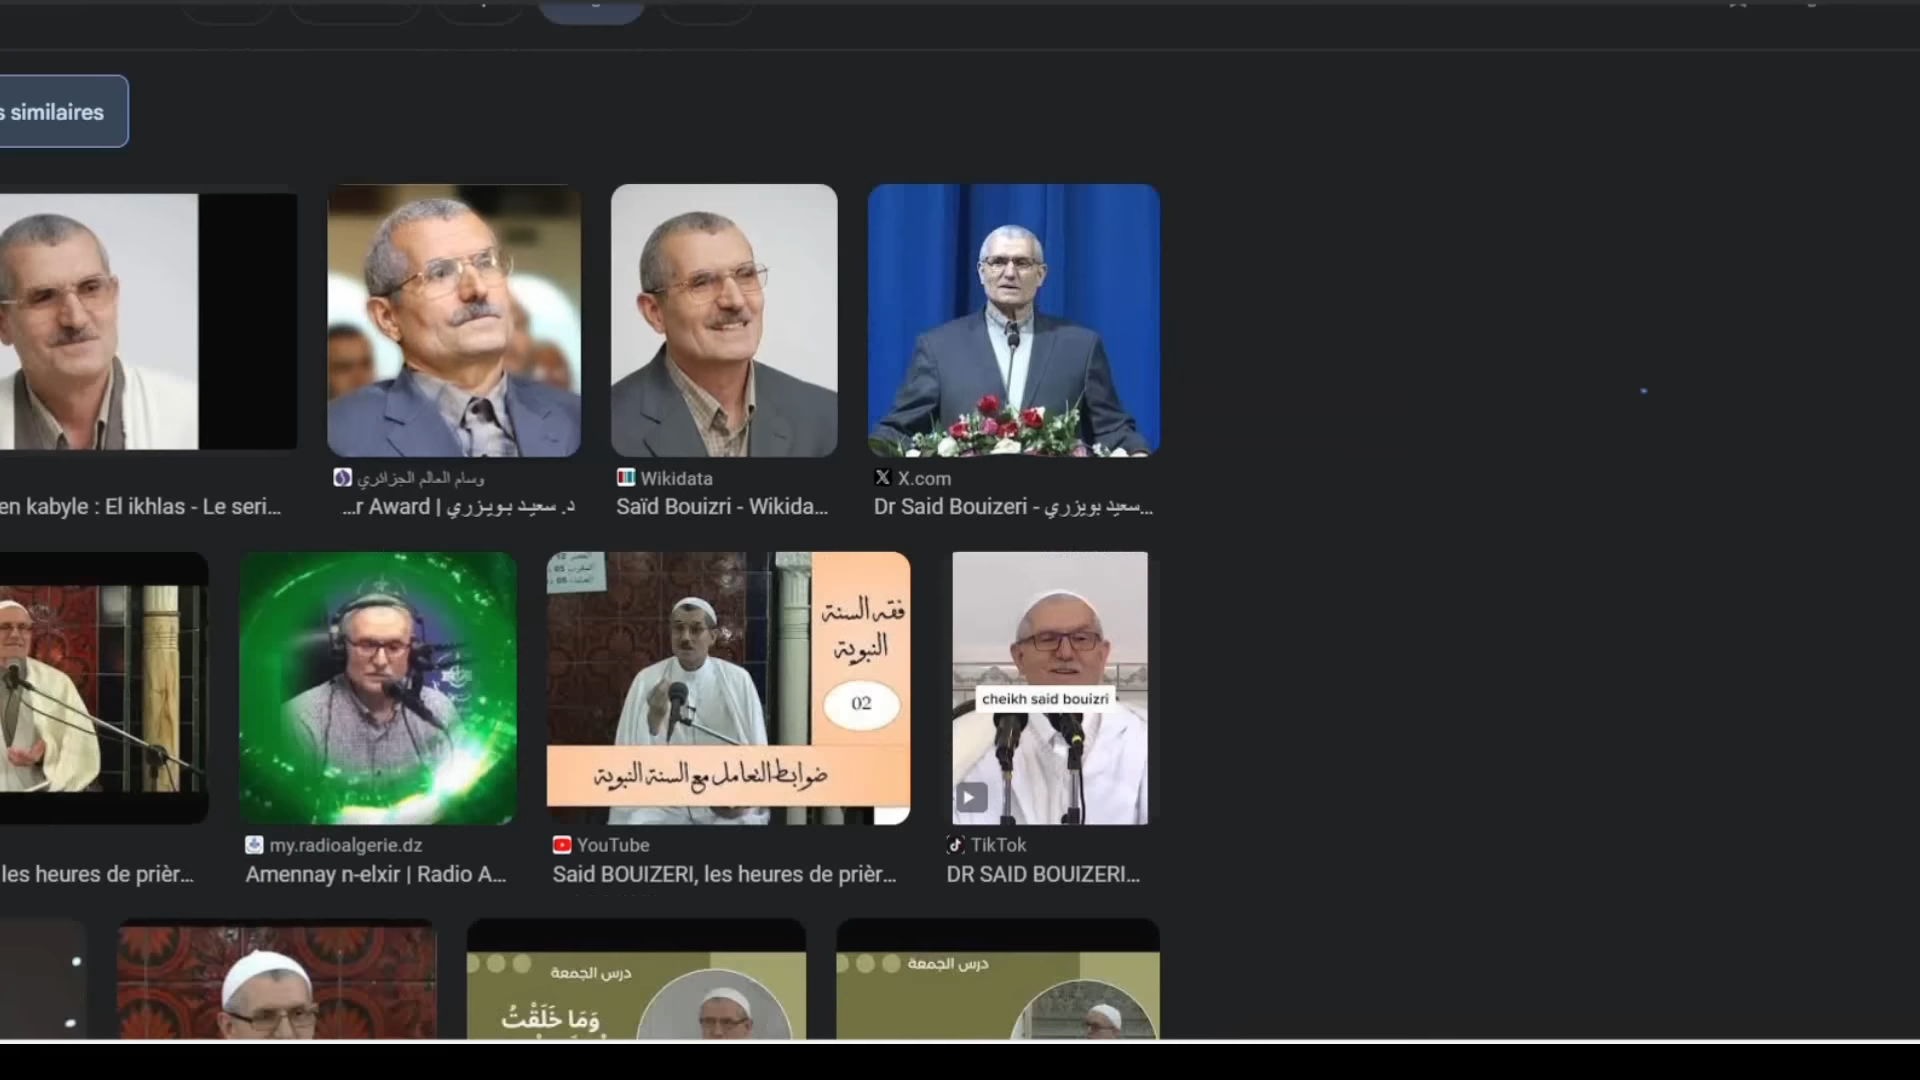 s similaires
وسام العالم الجزائري
Wikidata
X.com
en kabyle : El ikhlas - Le seri...
...r Award | د. سعيد بويزري
Saïd Bouizri - Wikida...
Dr Said Bouizeri - سعيد بويزري...
فقه السنة
النبوية
02
ضوابط التعامل مع السنة النبوية
cheikh said bouizri
my.radioalgerie.dz
YouTube
TikTok
les heures de prièr...
Amennay n-elxir | Radio A...
Said BOUIZERI, les heures de prièr...
DR SAID BOUIZERI...
درس الجمعة
وَمَا خَلَقْتُ
درس الجمعة